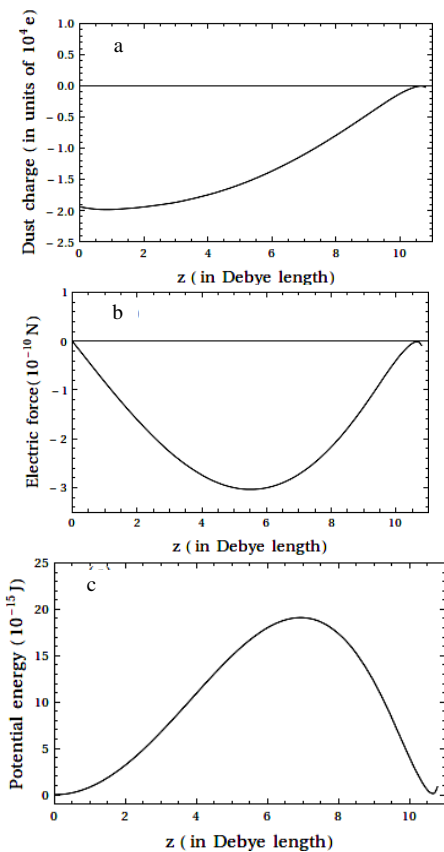 a
Dust charge ( in units of 10⁴ e )
1.0
0.5
0.0
−0.5
−1.0
−1.5
−2.0
−2.5
0 2 4 6 8 10
z ( in Debye length )
b
Electric force(10⁻¹⁰ N)
1
0
−1
−2
−3
0 2 4 6 8 10
z ( in Debye length )
c
Potential energy ( 10⁻¹⁵ J )
25
20
15
10
5
0
0 2 4 6 8 10
z ( in Debye length )